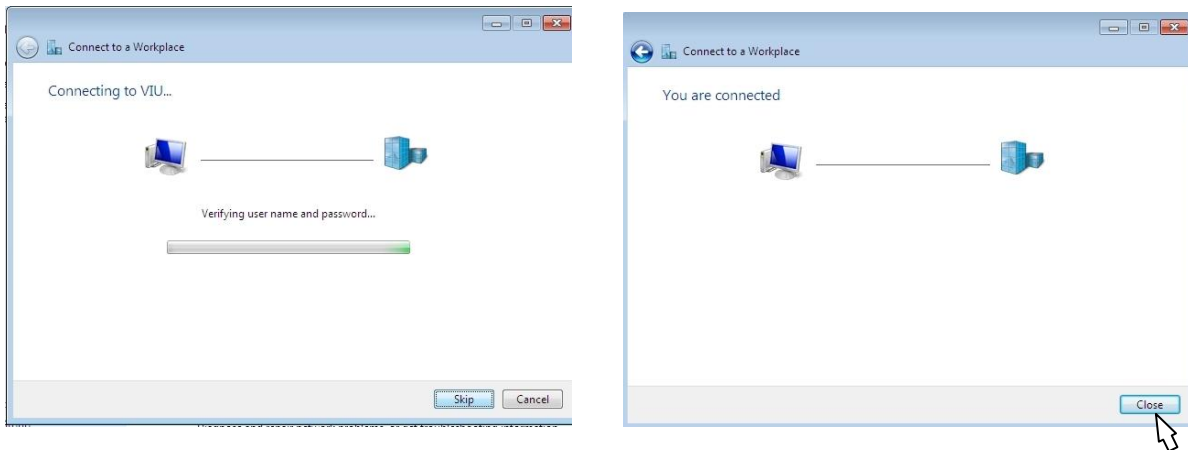 Connect to a Workplace
Connecting to VIU...
Verifying user name and password...
Skip
Cancel
Connect to a Workplace
You are connected
Close